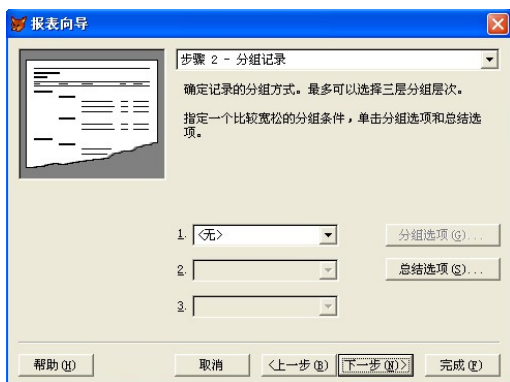 报表向导
步骤 2 - 分组记录
确定记录的分组方式。最多可以选择三层分组层次。
指定一个比较宽松的分组条件，单击分组选项和总结选
项。
1. <无> 分组选项(G)...
2. 总结选项(S)...
3.
帮助(H) 取消 <上一步(B) 下一步(N)> 完成(F)